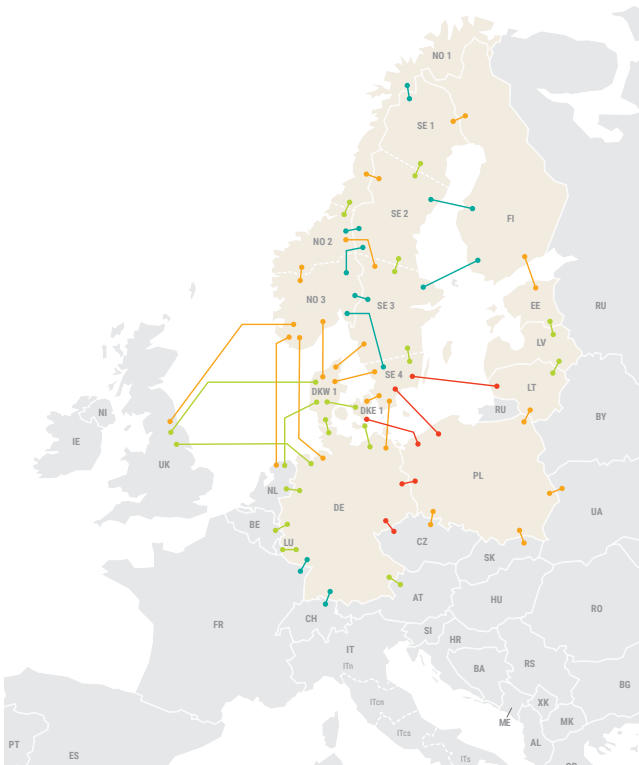 NO 1
SE 1
SE 2
FI
NO 2
NO 3
SE 3
EE
RU
LV
SE 4
DKW 1
LT
DKE 1
RU
BY
NI
IE
UK
PL
NL
DE
UA
BE
LU
CZ
SK
AT
HU
RO
FR
CH
SI
HR
IT
ITn
BA
RS
BG
ITcn
XK
ME
MK
ITcs
PT
ES
AL
ITs